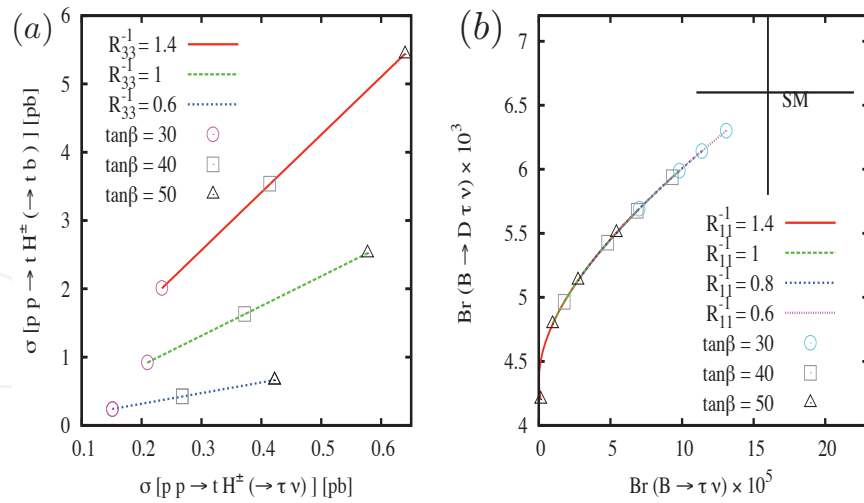 (a)
σ [p p → t H± (→ t b) ] [pb]
6
5
4
3
2
1
0
R⁻¹₃₃ = 1.4
R⁻¹₃₃ = 1
R⁻¹₃₃ = 0.6
tanβ = 30
tanβ = 40
tanβ = 50
0.1 0.2 0.3 0.4 0.5 0.6
σ [p p → t H± (→ τ ν) ] [pb]
(b)
Br (B → D τ ν) × 10³
7
6.5
6
5.5
5
4.5
4
SM
R⁻¹₁₁ = 1.4
R⁻¹₁₁ = 1
R⁻¹₁₁ = 0.8
R⁻¹₁₁ = 0.6
tanβ = 30
tanβ = 40
tanβ = 50
0 5 10 15 20
Br (B → τ ν) × 10⁵